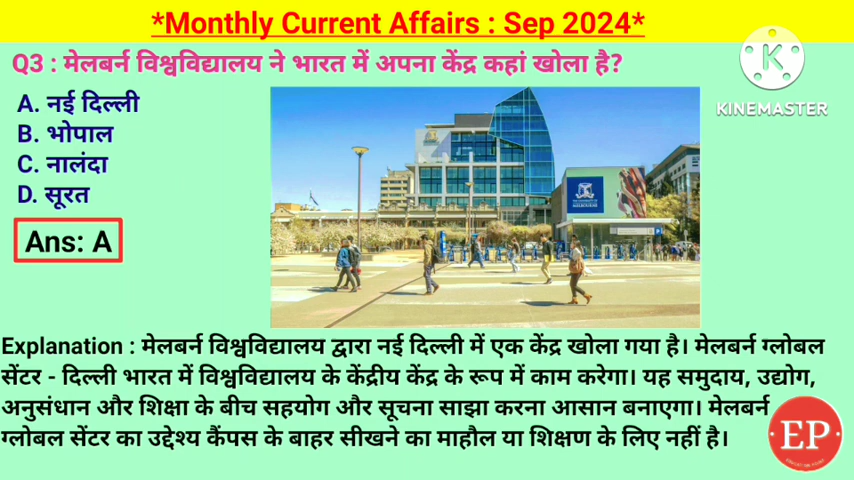 *Monthly Current Affairs : Sep 2024*
Q3 : मेलबर्न विश्वविद्यालय ने भारत में अपना केंद्र कहां खोला है?
A. नई दिल्ली
B. भोपाल
C. नालंदा
D. सूरत
Ans: A
KINEMASTER
Explanation : मेलबर्न विश्वविद्यालय द्वारा नई दिल्ली में एक केंद्र खोला गया है। मेलबर्न ग्लोबल
सेंटर - दिल्ली भारत में विश्वविद्यालय के केंद्रीय केंद्र के रूप में काम करेगा। यह समुदाय, उद्योग,
अनुसंधान और शिक्षा के बीच सहयोग और सूचना साझा करना आसान बनाएगा। मेलबर्न
ग्लोबल सेंटर का उद्देश्य कैंपस के बाहर सीखने का माहौल या शिक्षण के लिए नहीं है।
EP